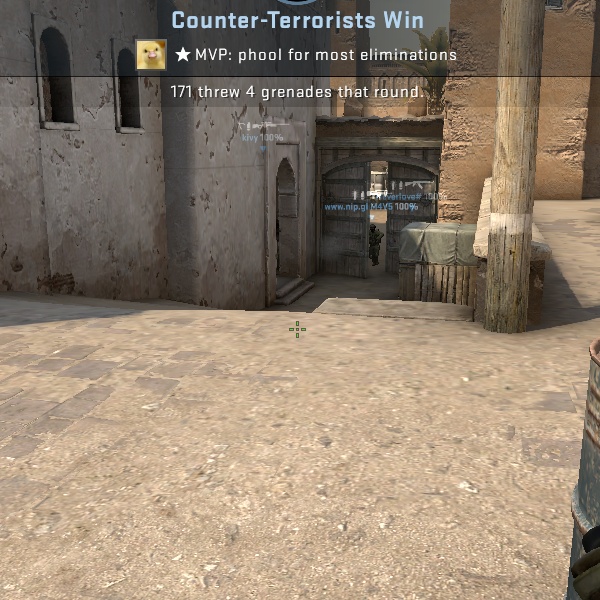 Counter-Terrorists Win
★ MVP: phool for most eliminations
171 threw 4 grenades that round.
kivy 100%
www.nip.gl M4V5 100%